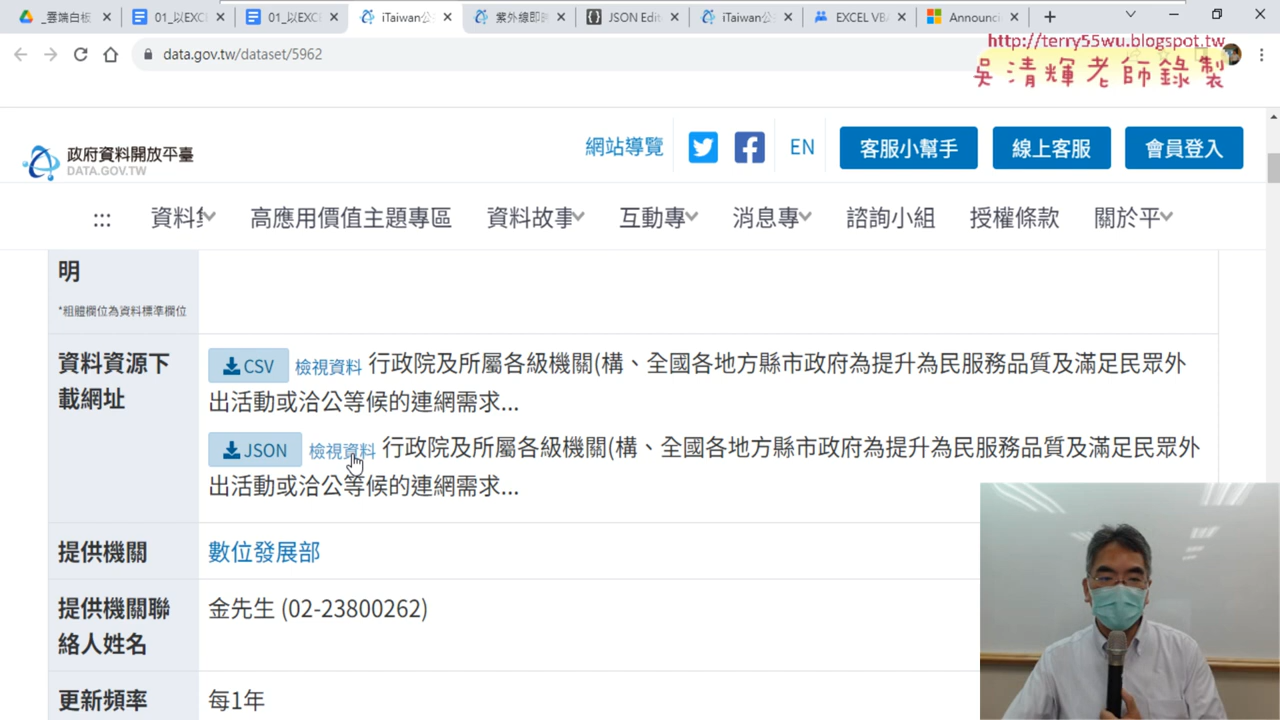 _雲端白板
01_以EXC
01_以EXC
iTaiwan公
紫外線即時
JSON Edit
iTaiwan公
EXCEL VBA
Announci
data.gov.tw/dataset/5962
http://terry55wu.blogspot.tw
吳清輝老師錄製
政府資料開放平臺
DATA.GOV.TW
網站導覽
EN
客服小幫手
線上客服
會員登入
資料集
高應用價值主題專區
資料故事
互動專
消息專
諮詢小組
授權條款
關於平
明
*粗體欄位為資料標準欄位
資料資源下
載網址
CSV 檢視資料 行政院及所屬各級機關(構、全國各地方縣市政府為提升為民服務品質及滿足民眾外
出活動或洽公等候的連網需求...
JSON 檢視資料 行政院及所屬各級機關(構、全國各地方縣市政府為提升為民服務品質及滿足民眾外
出活動或洽公等候的連網需求...
提供機關
數位發展部
提供機關聯
絡人姓名
金先生 (02-23800262)
更新頻率
每1年